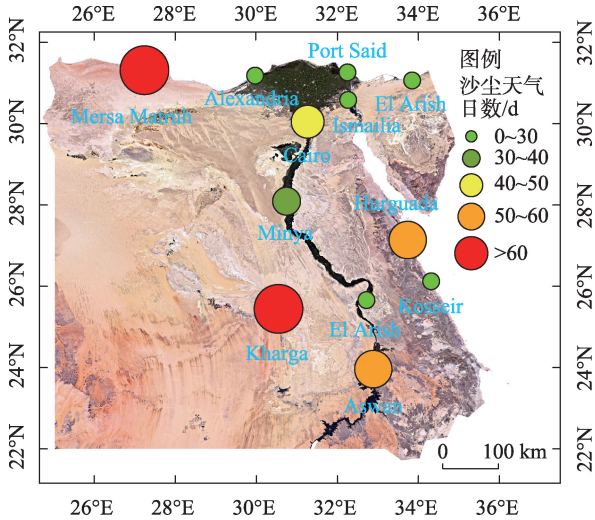 26°E 28°E 30°E 32°E 34°E 36°E
32°N 30°N 28°N 26°N 24°N 22°N
Port Said
Alexandria
El Arish
Mersa Matruh
Ismailia
Cairo
Hurguada
Minya
Kosseir
El Arish
Kharga
Aswan
图例
沙尘天气
日数/d
0~30
30~40
40~50
50~60
>60
0 100 km
32°N 30°N 28°N 26°N 24°N 22°N
26°E 28°E 30°E 32°E 34°E 36°E